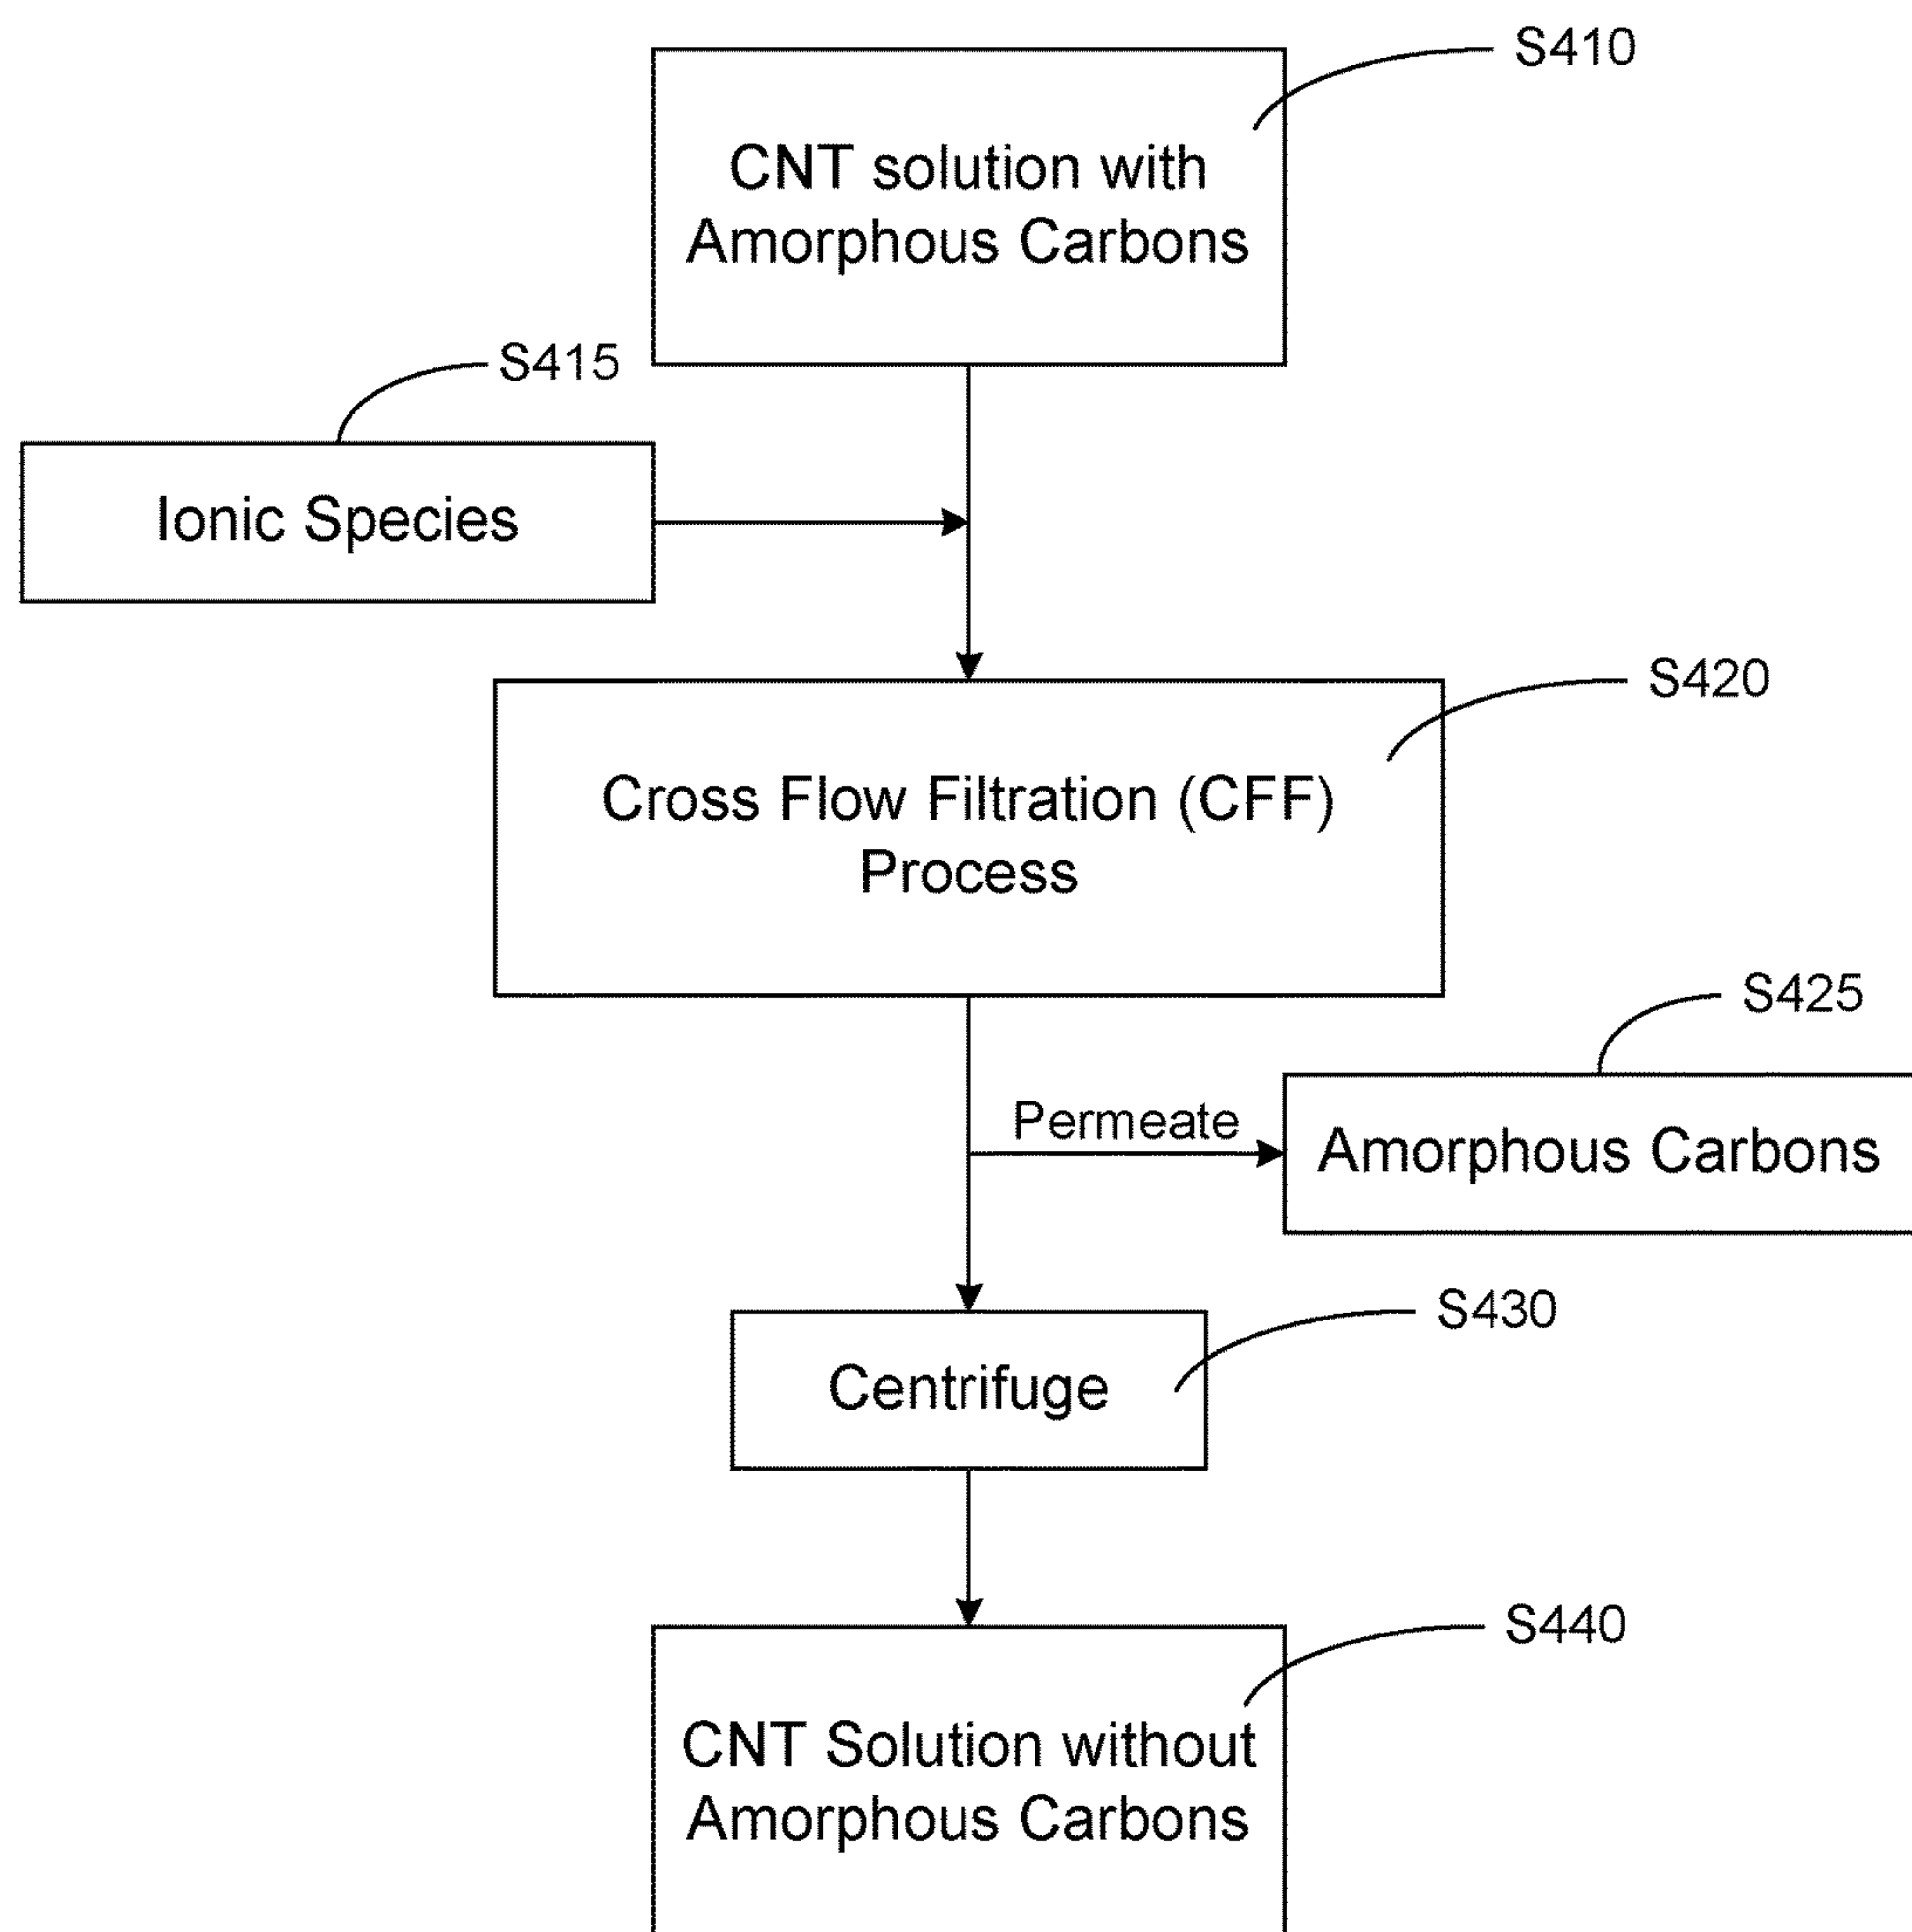 S410
CNT solution with
Amorphous Carbons
S415
Ionic Species
S420
Cross Flow Filtration (CFF)
Process
S425
Permeate
Amorphous Carbons
S430
Centrifuge
S440
CNT Solution without
Amorphous Carbons